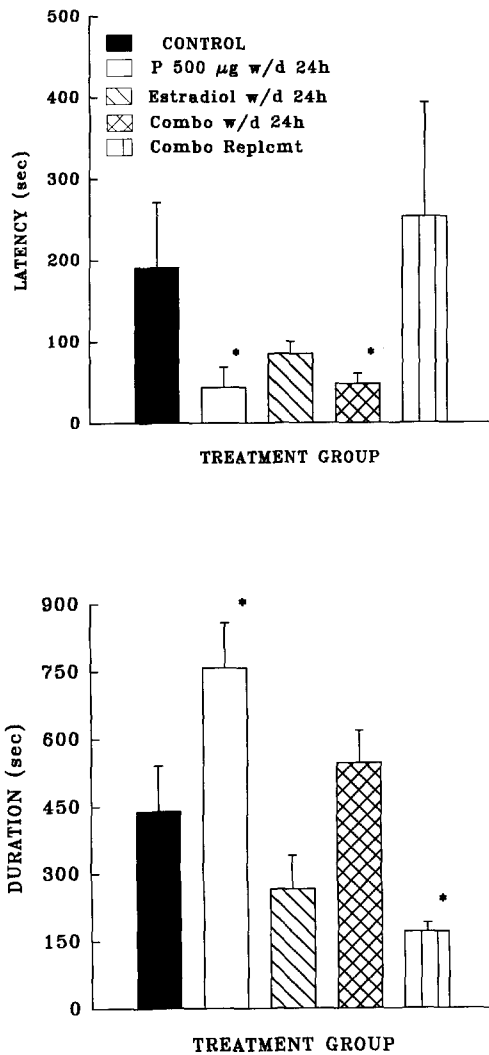 500
400
300
200
100
0
LATENCY (sec)
CONTROL
P 500 µg w/d 24h
Estradiol w/d 24h
Combo w/d 24h
Combo Replcmt
*
*
TREATMENT GROUP
900
750
600
450
300
150
0
DURATION (sec)
*
*
TREATMENT GROUP